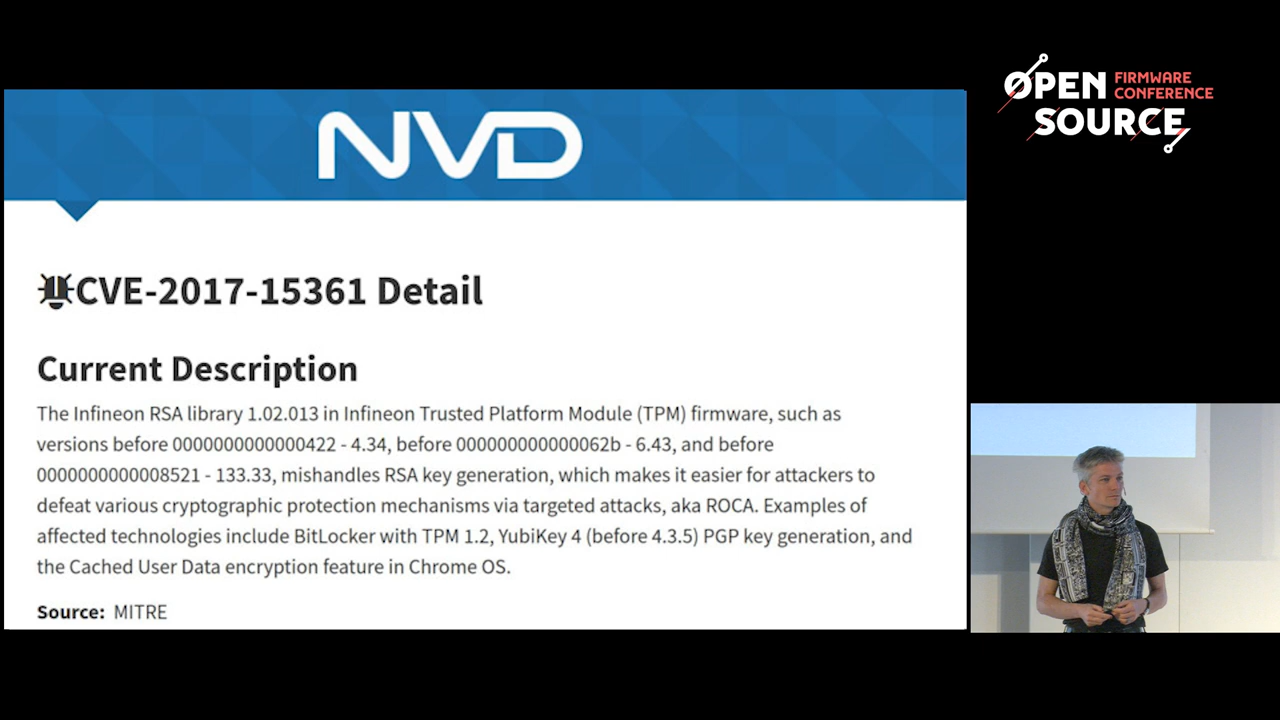 NVD
CVE-2017-15361 Detail
Current Description
The Infineon RSA library 1.02.013 in Infineon Trusted Platform Module (TPM) firmware, such as
versions before 0000000000000422 - 4.34, before 000000000000062b - 6.43, and before
0000000000008521 - 133.33, mishandles RSA key generation, which makes it easier for attackers to
defeat various cryptographic protection mechanisms via targeted attacks, aka ROCA. Examples of
affected technologies include BitLocker with TPM 1.2, YubiKey 4 (before 4.3.5) PGP key generation, and
the Cached User Data encryption feature in Chrome OS.
Source: MITRE
OPEN FIRMWARE
CONFERENCE
SOURCE